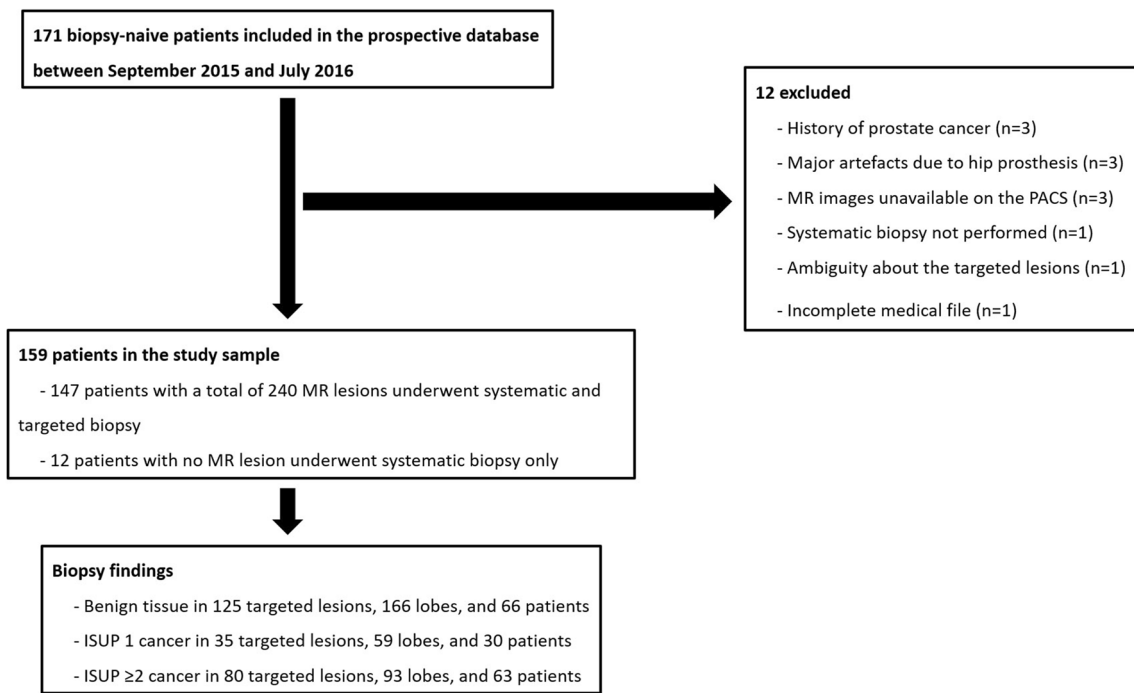 171 biopsy-naive patients included in the prospective database
between September 2015 and July 2016
12 excluded
- History of prostate cancer (n=3)
- Major artefacts due to hip prosthesis (n=3)
- MR images unavailable on the PACS (n=3)
- Systematic biopsy not performed (n=1)
- Ambiguity about the targeted lesions (n=1)
- Incomplete medical file (n=1)
159 patients in the study sample
- 147 patients with a total of 240 MR lesions underwent systematic and
targeted biopsy
- 12 patients with no MR lesion underwent systematic biopsy only
Biopsy findings
- Benign tissue in 125 targeted lesions, 166 lobes, and 66 patients
- ISUP 1 cancer in 35 targeted lesions, 59 lobes, and 30 patients
- ISUP ≥2 cancer in 80 targeted lesions, 93 lobes, and 63 patients